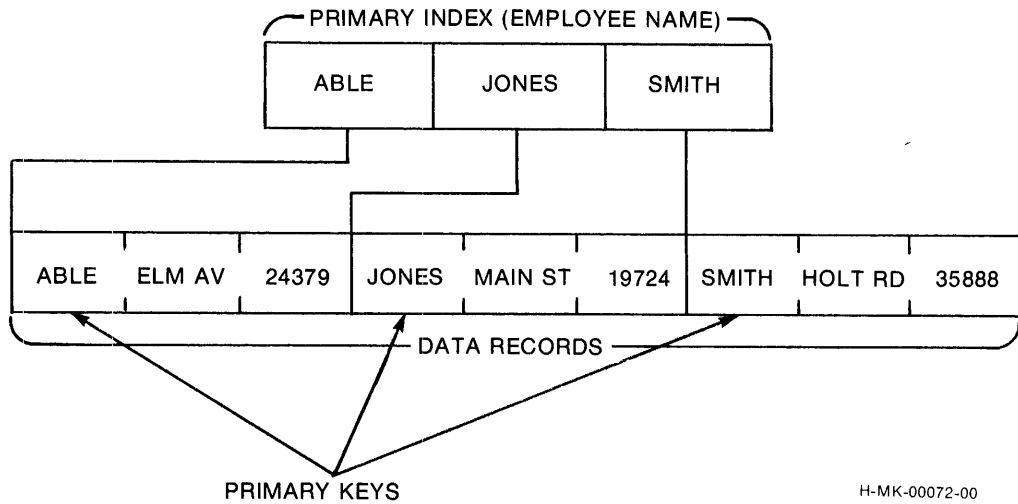 PRIMARY INDEX (EMPLOYEE NAME)
ABLE JONES SMITH
ABLE ELM AV 24379 JONES MAIN ST 19724 SMITH HOLT RD 35888
DATA RECORDS
PRIMARY KEYS
H-MK-00072-00